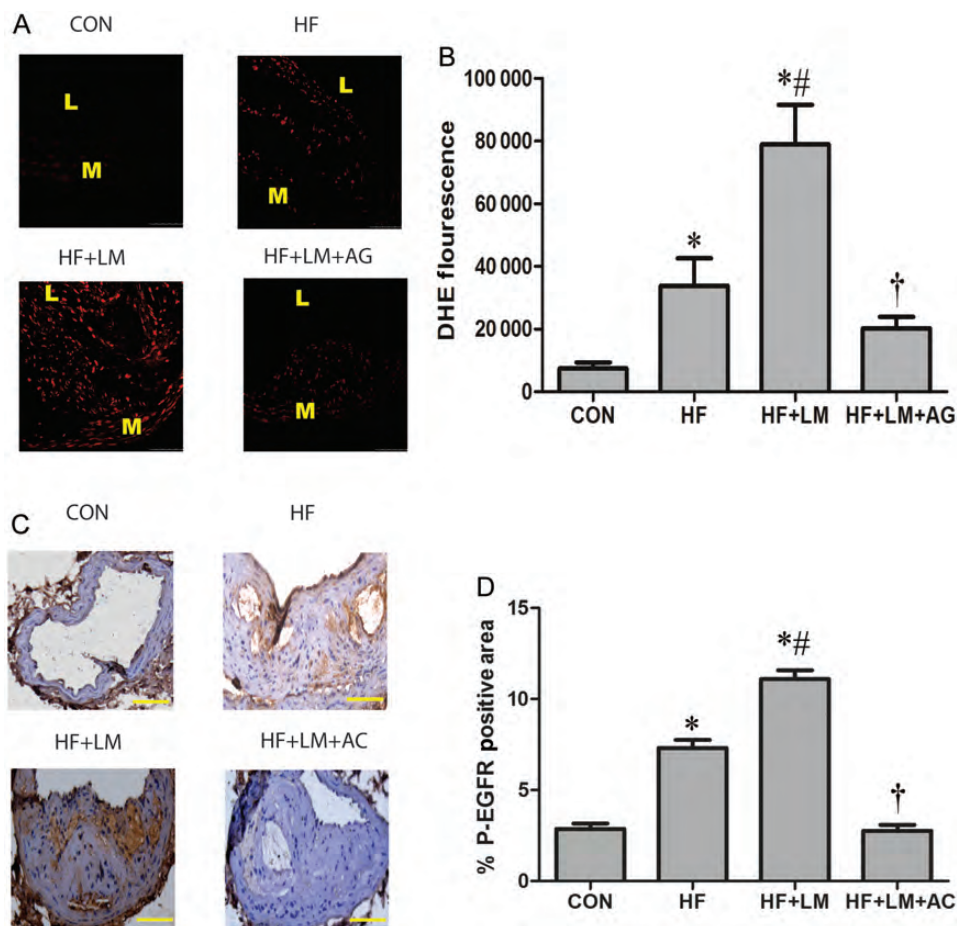 A
CON
HF
L
M
L
M
HF+LM
HF+LM+AG
L
M
L
M
B
DHE flourescence
100 000
80 000
60 000
40 000
20 000
0
*
*#
†
CON HF HF+LM HF+LM+AG
C
CON
HF
HF+LM
HF+LM+AC
D
% P-EGFR positive area
15
10
5
0
*
*#
†
CON HF HF+LM HF+LM+AC